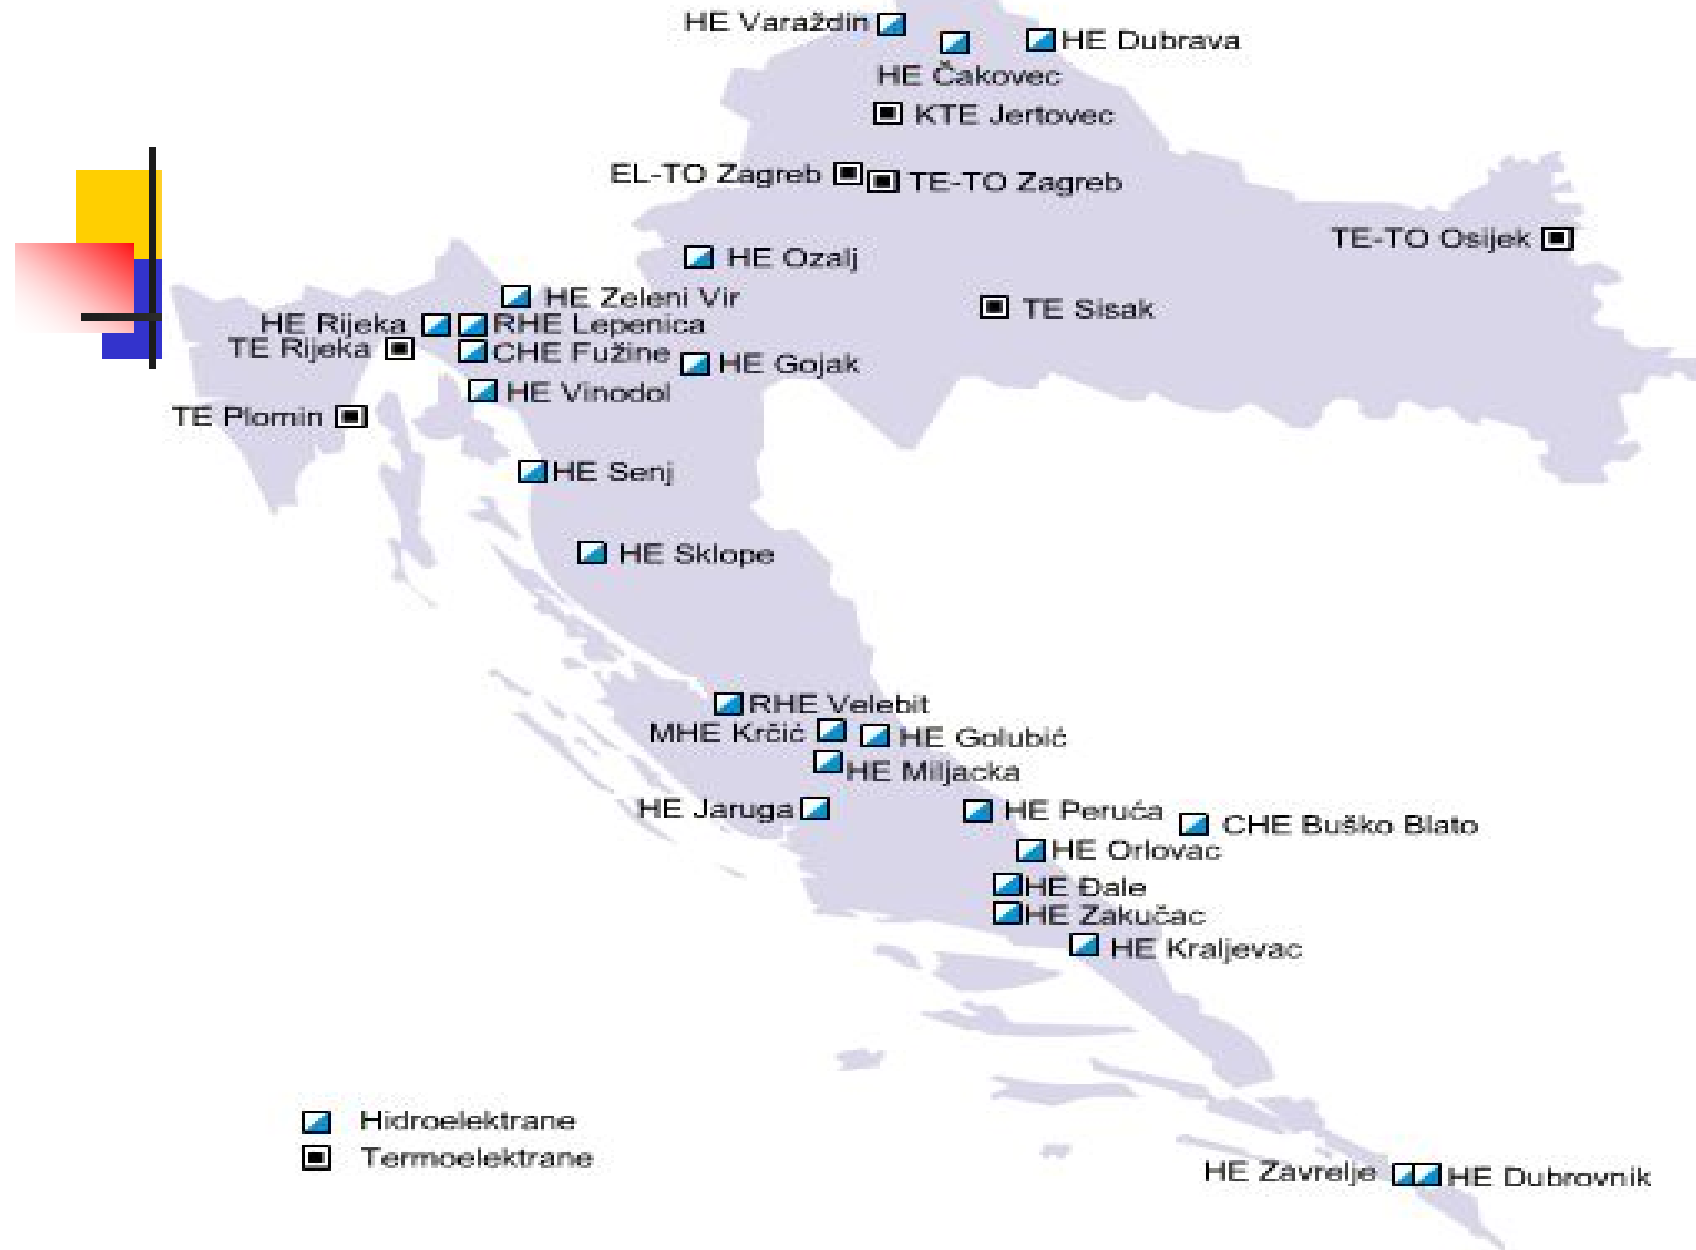 HE Varaždin
HE Dubrava
HE Čakovec
KTE Jertovec
EL-TO Zagreb
TE-TO Zagreb
TE-TO Osijek
HE Ozalj
HE Zeleni Vir
TE Sisak
HE Rijeka
RHE Lepenica
TE Rijeka
CHE Fužine
HE Gojak
HE Vinodol
TE Plomin
HE Senj
HE Sklope
RHE Velebit
MHE Krčić
HE Golubić
HE Miljacka
HE Jaruga
HE Peruća
CHE Buško Blato
HE Orlovac
HE Đale
HE Zakučac
HE Kraljevac
Hidroelektrane
Termoelektrane
HE Zavrelje
HE Dubrovnik